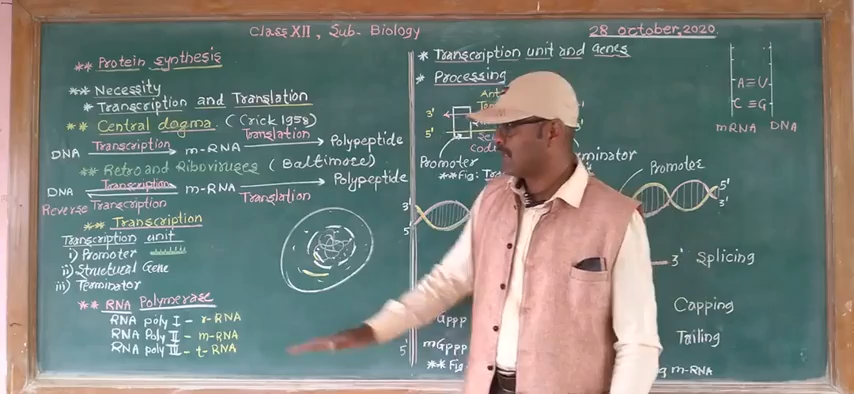 Class XII, Sub- Biology
28 october, 2020
** Protein synthesis
** Necessity
* Transcription and Translation
** Central dogma. (Crick 1958)
DNA Transcription m-RNA Translation Polypeptide
** Retro and Riboviruses (Baltimore)
DNA Transcription m-RNA Translation Polypeptide
Reverse Transcription
** Transcription
Transcription unit
i) Promoter
ii) Structural Gene
iii) Terminator
** RNA Polymerase
RNA poly I - r-RNA
RNA Poly II - m-RNA
RNA poly III - t-RNA
* Transcription unit and Genes
* Processing
3'
5'
Promoter
** Fig:
Promoter
3'
5'
5'
3'
3' Splicing
Capping
Tailing
5'
** Fig
m-RNA
A≡U
C≡G
mRNA DNA